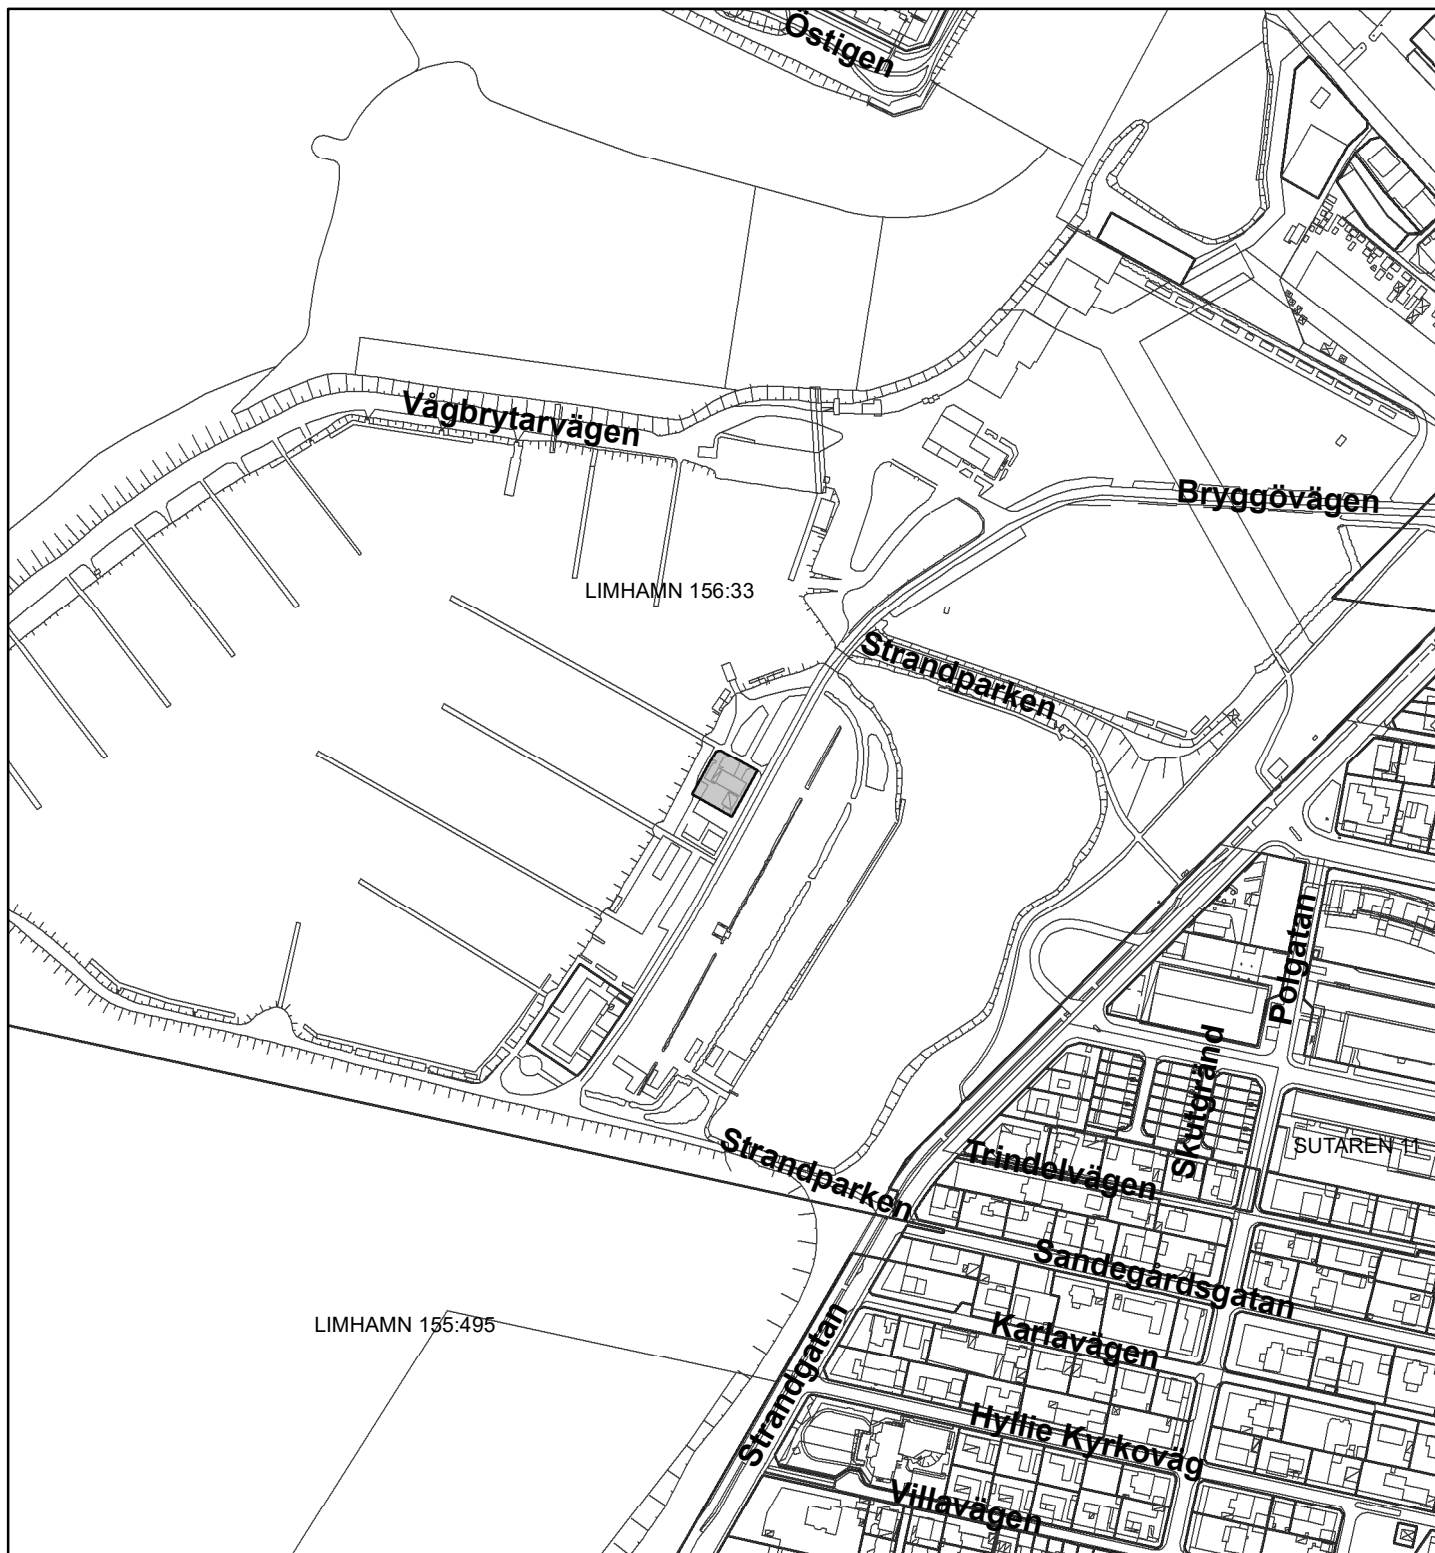 Östigen
Vågbrytarvägen
Bryggövägen
LIMHAMN 156:33
Strandparken
Polgatan
Skutgränd
Strandparken
Trindelvägen
SUTAREN 11
Sandegårdsgatan
LIMHAMN 155:495
Karlavägen
Strandgatan
Hyllie Kyrkoväg
Villavägen